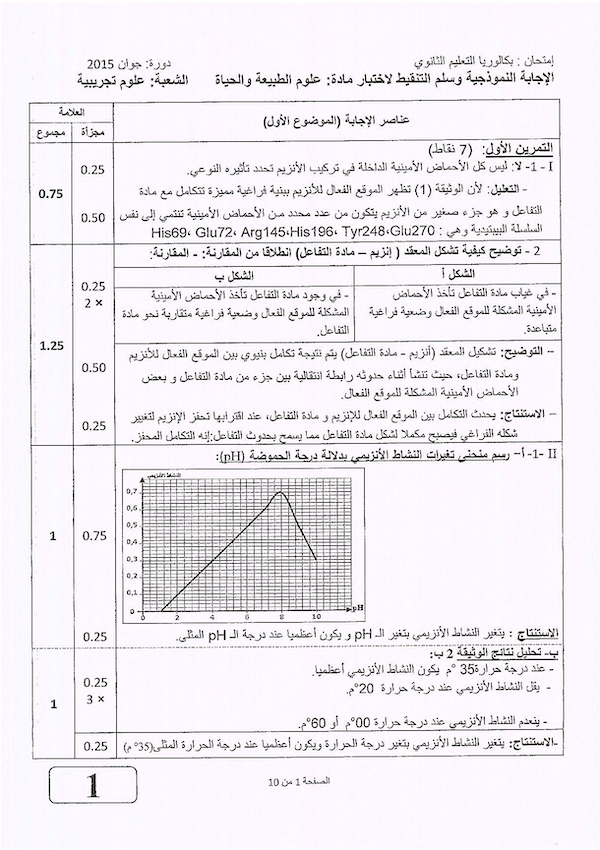 إمتحان : بكالوريا التعليم الثانوي
دورة: جوان 2015
الإجابة النموذجية وسلم التنقيط لاختبار مادة: علوم الطبيعة والحياة الشعبة: علوم تجريبية
عناصر الإجابة (الموضوع الأول)
العلامة
مجزأة مجموع
التمرين الأول: (7 نقاط)
I - 1- لا: ليس كل الأحماض الأمينية الداخلة في تركيب الأنزيم تحدد تأثيره النوعي. 0.25
- التعليل: لأن الوثيقة (1) تظهر الموقع الفعال للأنزيم ببنية فراغية مميزة تتكامل مع مادة 0.75
التفاعل و هو جزء صغير من الأنزيم يتكون من عدد محدد من الأحماض الأمينية تنتمي إلى نفس 0.50
السلسلة الببتيدية وهي : His69، Glu72، Arg145،His196، Tyr248،Glu270
2 - توضيح كيفية تشكل المعقد ( إنزيم – مادة التفاعل) انطلاقا من المقارنة: - المقارنة:
الشكل أ الشكل ب
- في غياب مادة التفاعل تأخذ الأحماض - في وجود مادة التفاعل تأخذ الأحماض الأمينية 0.25
الأمينية المشكلة للموقع الفعال وضعية فراغية المشكلة للموقع الفعال وضعية فراغية متقاربة نحو مادة 2 ×
متباعدة. التفاعل.
1.25
– التوضيح: تشكيل المعقد (أنزيم - مادة التفاعل) يتم نتيجة تكامل بنيوي بين الموقع الفعال للأنزيم
ومادة التفاعل، حيث تنشأ أثناء حدوثه رابطة انتقالية بين جزء من مادة التفاعل و بعض 0.50
الأحماض الأمينية المشكلة للموقع الفعال.
– الاستنتاج: يحدث التكامل بين الموقع الفعال للإنزيم و مادة التفاعل، عند اقترابها تحفز الإنزيم لتغيير
شكله الفراغي فيصبح مكملا لشكل مادة التفاعل مما يسمح بحدوث التفاعل:إنه التكامل المحفز. 0.25
II -1- أ- رسم منحنى تغيرات النشاط الأنزيمي بدلالة درجة الحموضة (pH):
النشاط الأنزيمي
0,7
0,6
0,5
0,4
0,3
0,2
0,1
0
0 2 4 6 8 10 pH
0.75 1
الاستنتاج : يتغير النشاط الأنزيمي بتغير الـ pH و يكون أعظميا عند درجة الـ pH المثلى. 0.25
ب- تحليل نتائج الوثيقة 2 ب:
- عند درجة حرارة35 °م يكون النشاط الأنزيمي أعظميا. 0.25
- يقل النشاط الأنزيمي عند درجة حرارة 20°م. 3 × 1
- ينعدم النشاط الأنزيمي عند درجة حرارة 00°م أو 60°م.
-الاستنتاج: يتغير النشاط الأنزيمي بتغير درجة الحرارة ويكون أعظميا عند درجة الحرارة المثلى(35° م) 0.25
الصفحة 1 من 10
1